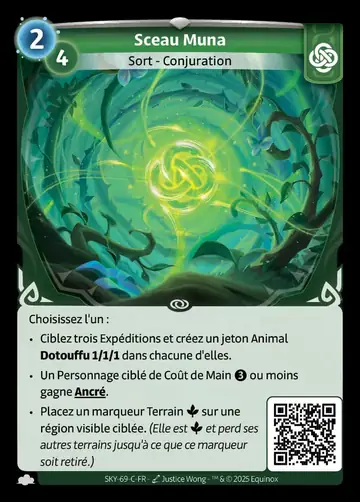 2
4
Sceau Muna
Sort - Conjuration
Choisissez l'un :
• Ciblez trois Expéditions et créez un jeton Animal
Dotouffu 1/1/1 dans chacune d'elles.
• Un Personnage ciblé de Coût de Main 3 ou moins
gagne Ancré.
• Placez un marqueur Terrain sur une
région visible ciblée. (Elle est et perd ses
autres terrains jusqu'à ce que ce marqueur
soit retiré.)
SKY-69-C-FR - Justice Wong - ™ & © 2025 Equinox